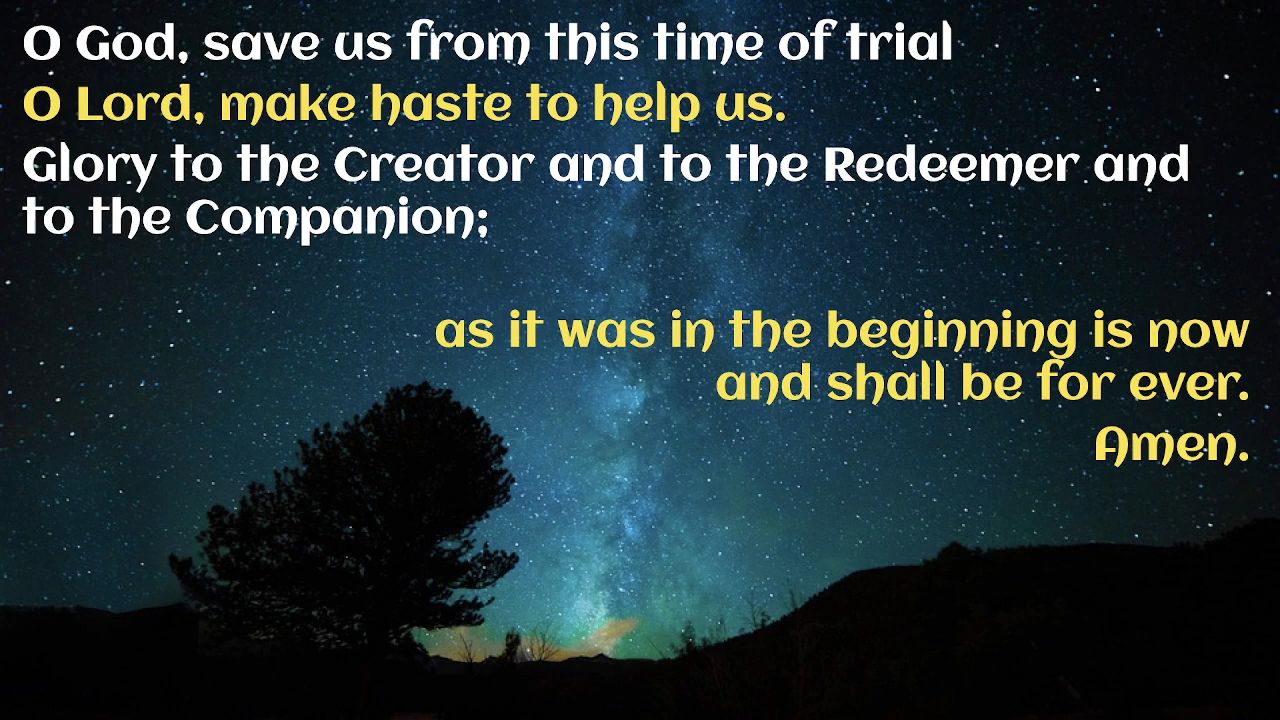 O God, save us from this time of trial
O Lord, make haste to help us.
Glory to the Creator and to the Redeemer and
to the Companion;
as it was in the beginning is now
and shall be for ever.
Amen.